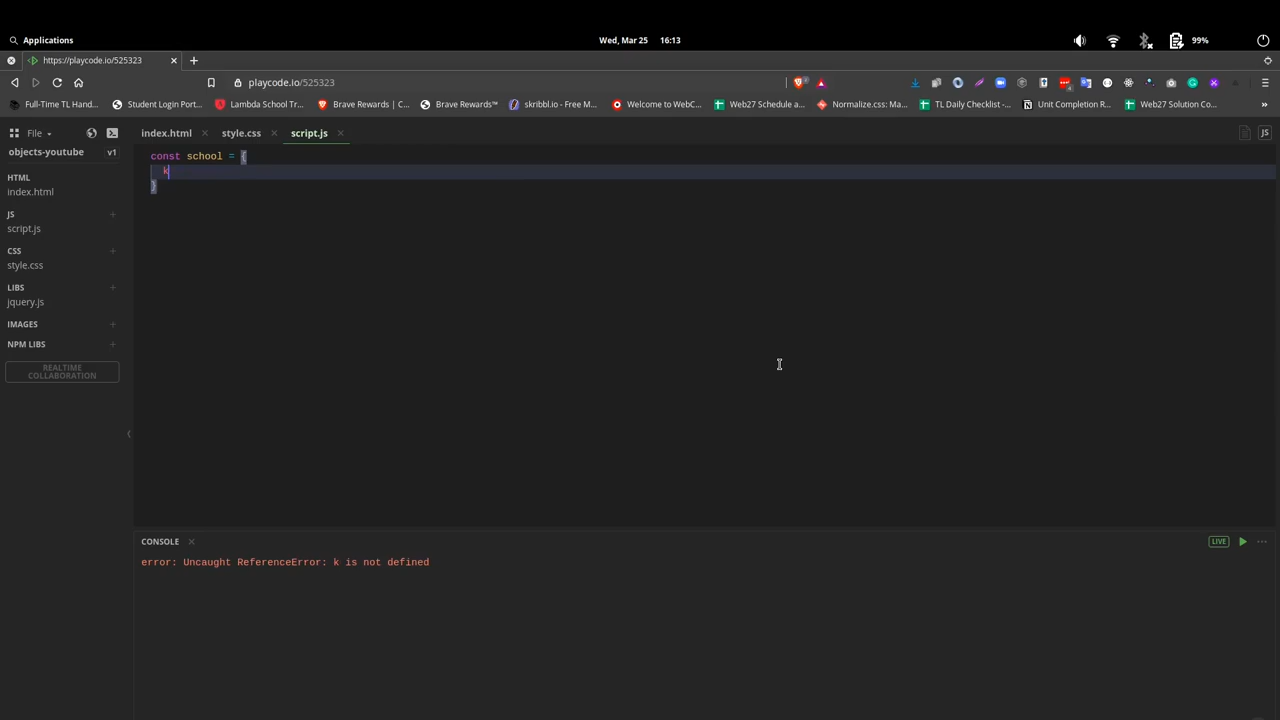 Applications
Wed, Mar 25 16:13
99%
https://playcode.io/525323
playcode.io/525323
Full-Time TL Hand...
Student Login Port...
Lambda School Tr...
Brave Rewards | C...
Brave Rewards™
skribbl.io - Free M...
Welcome to WebC...
Web27 Schedule a...
Normalize.css: Ma...
TL Daily Checklist -...
Unit Completion R...
Web27 Solution Co...
File
index.html
style.css
script.js
JS
objects-youtube
v1
const school = {
k
}
HTML
index.html
JS
script.js
CSS
style.css
LIBS
jquery.js
IMAGES
NPM LIBS
REALTIME
COLLABORATION
CONSOLE
LIVE
error: Uncaught ReferenceError: k is not defined